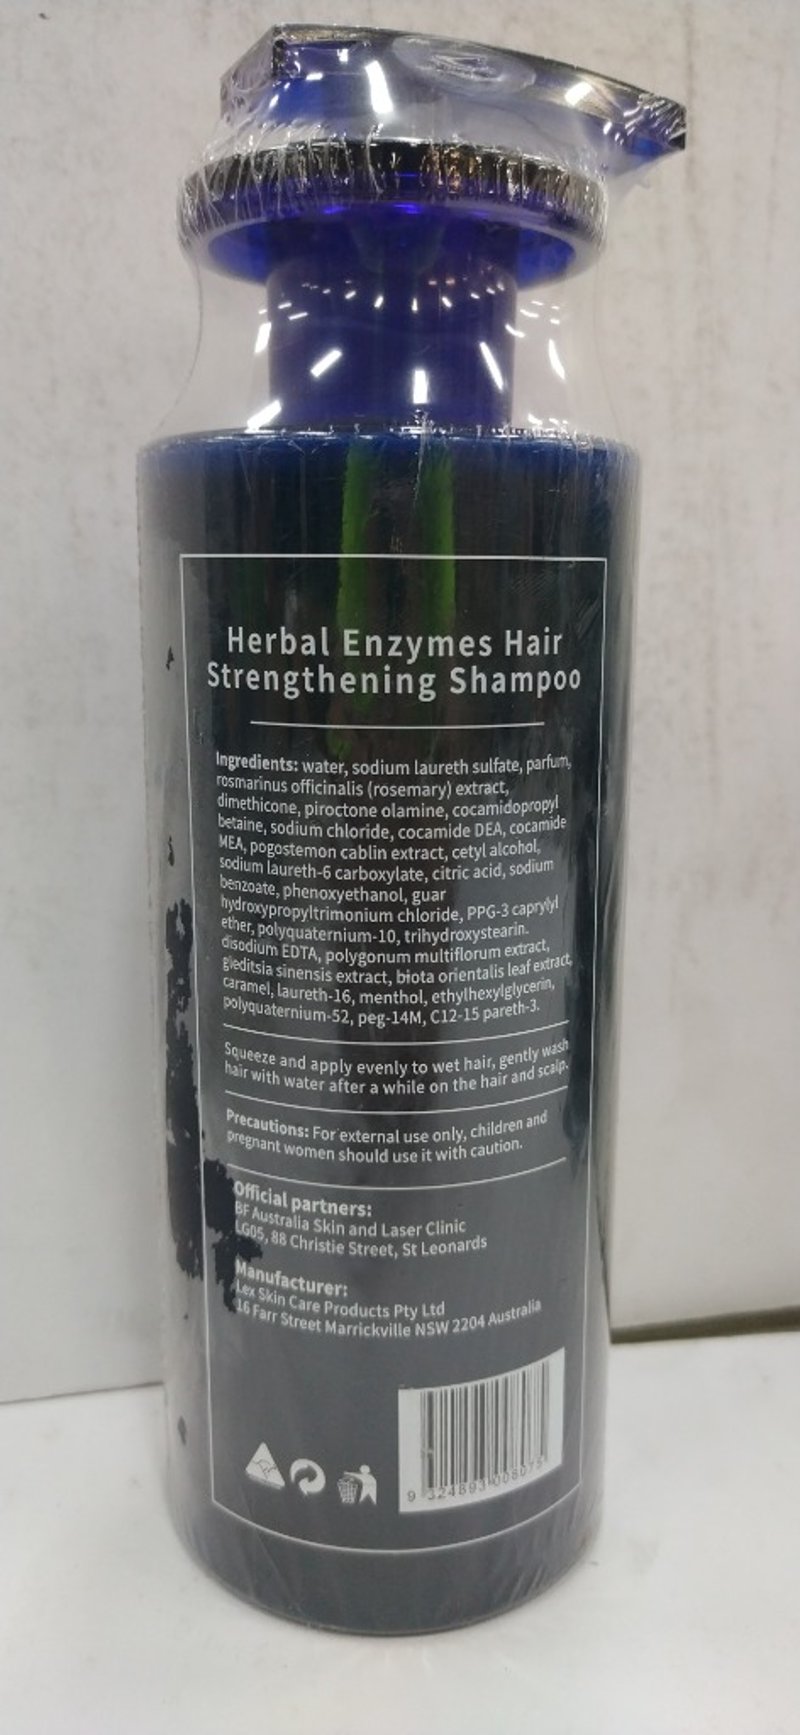 Herbal Enzymes Hair
Strengthening Shampoo
Ingredients: water, sodium laureth sulfate, parfum,
rosmarinus officinalis (rosemary) extract,
dimethicone, piroctone olamine, cocamidopropyl
betaine, sodium chloride, cocamide DEA, cocamide
MEA, pogostemon cablin extract, cetyl alcohol,
sodium laureth-6 carboxylate, citric acid, sodium
benzoate, phenoxyethanol, guar
hydroxypropyltrimonium chloride, PPG-3 caprylyl
ether, polyquaternium-10, trihydroxystearin.
disodium EDTA, polygonum multiflorum extract,
gleditsia sinensis extract, biota orientalis leaf extract,
caramel, laureth-16, menthol, ethylhexylglycerin,
polyquaternium-52, peg-14M, C12-15 pareth-3.
Squeeze and apply evenly to wet hair, gently wash
hair with water after a while on the hair and scalp.
Precautions: For external use only, children and
pregnant women should use it with caution.
Official partners:
BF Australia Skin and Laser Clinic
LG05, 88 Christie Street, St Leonards
Manufacturer:
Lex Skin Care Products Pty Ltd
16 Farr Street Marrickville NSW 2204 Australia
9 324893 008075